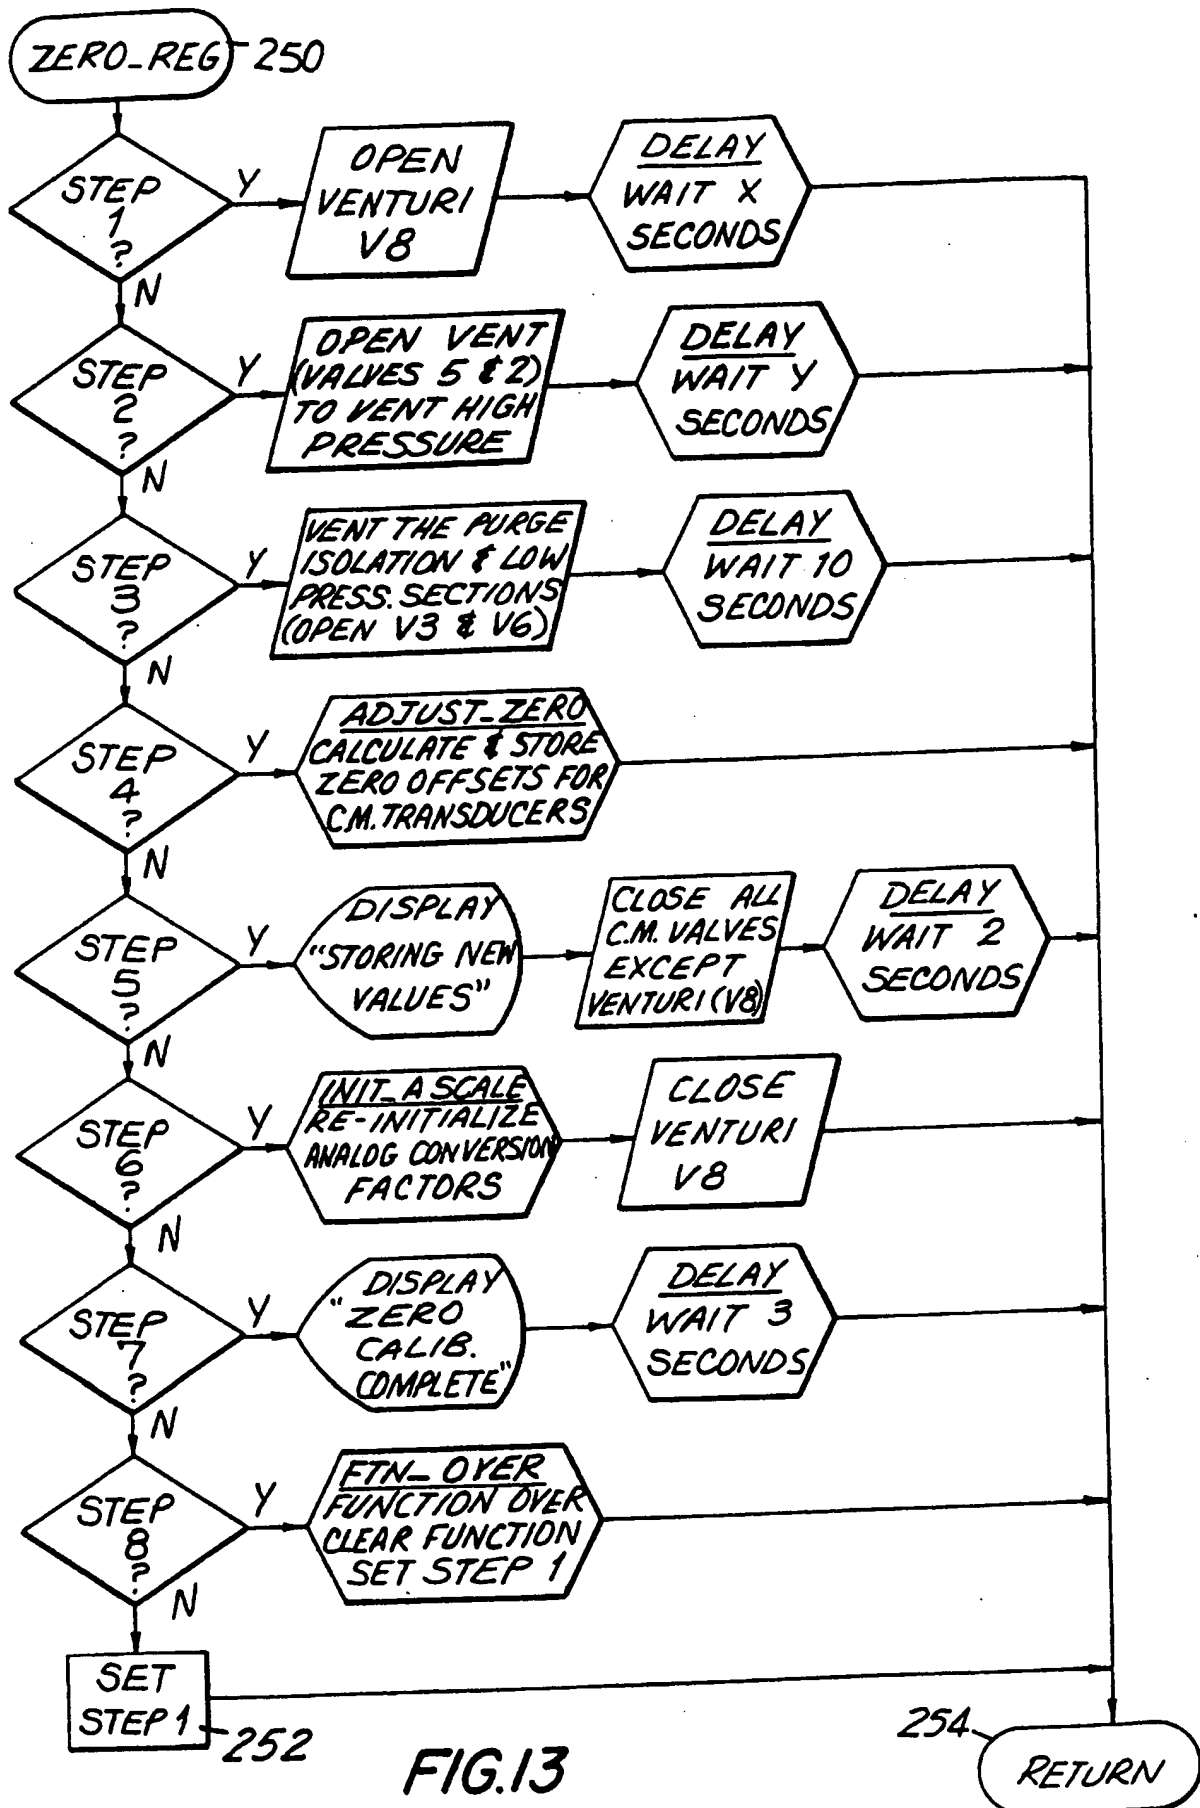 ZERO_REG 250
STEP
1
?
Y
N
OPEN
VENTURI
V8
DELAY
WAIT X
SECONDS
STEP
2
?
Y
N
OPEN VENT
(VALVES 5 & 2)
TO VENT HIGH
PRESSURE
DELAY
WAIT Y
SECONDS
STEP
3
?
Y
N
VENT THE PURGE
ISOLATION & LOW
PRESS. SECTIONS
(OPEN V3 & V6)
DELAY
WAIT 10
SECONDS
STEP
4
?
Y
N
ADJUST_ZERO
CALCULATE & STORE
ZERO OFFSETS FOR
C.M. TRANSDUCERS
STEP
5
?
Y
N
DISPLAY
"STORING NEW
VALUES"
CLOSE ALL
C.M. VALVES
EXCEPT
VENTURI (V8)
DELAY
WAIT 2
SECONDS
STEP
6
?
Y
N
INIT_A SCALE
RE-INITIALIZE
ANALOG CONVERSION
FACTORS
CLOSE
VENTURI
V8
STEP
7
?
Y
N
DISPLAY
"ZERO
CALIB.
COMPLETE"
DELAY
WAIT 3
SECONDS
STEP
8
?
Y
N
FTN_OVER
FUNCTION OVER
CLEAR FUNCTION
SET STEP 1
SET
STEP 1
252
254
RETURN
FIG.13